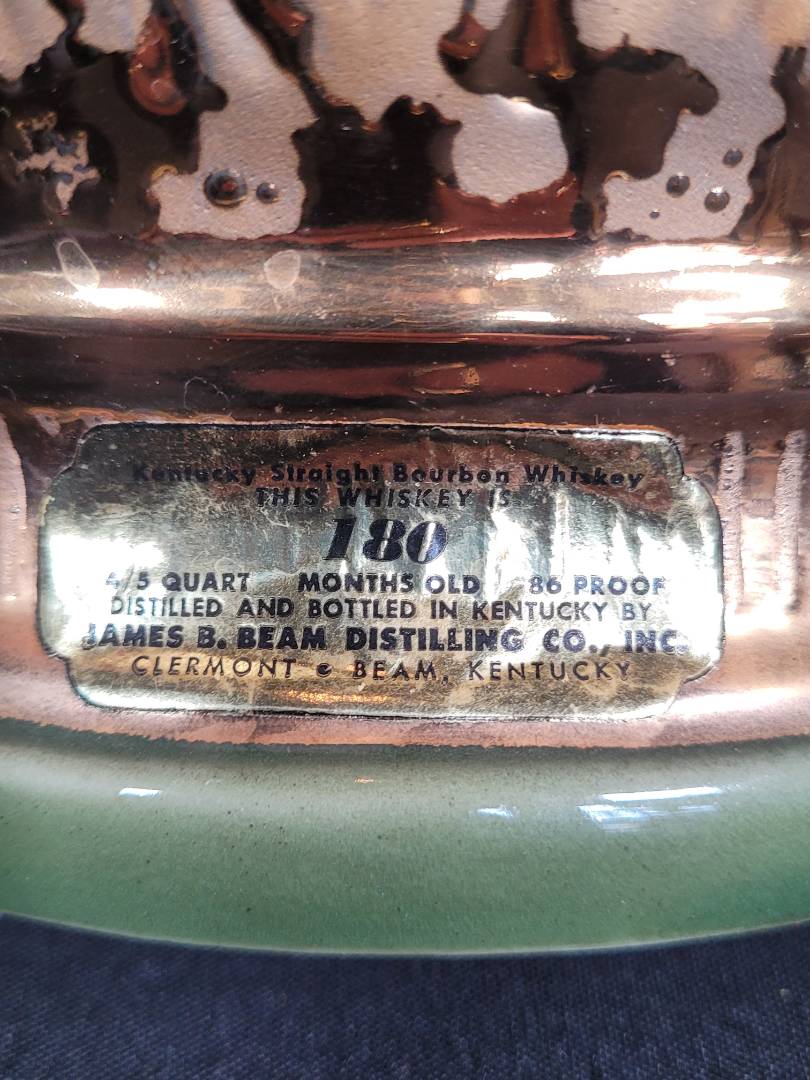 Kentucky Straight Bourbon Whiskey
THIS WHISKEY IS
180
4/5 QUART MONTHS OLD 86 PROOF
DISTILLED AND BOTTLED IN KENTUCKY BY
JAMES B. BEAM DISTILLING CO., INC.
CLERMONT • BEAM, KENTUCKY